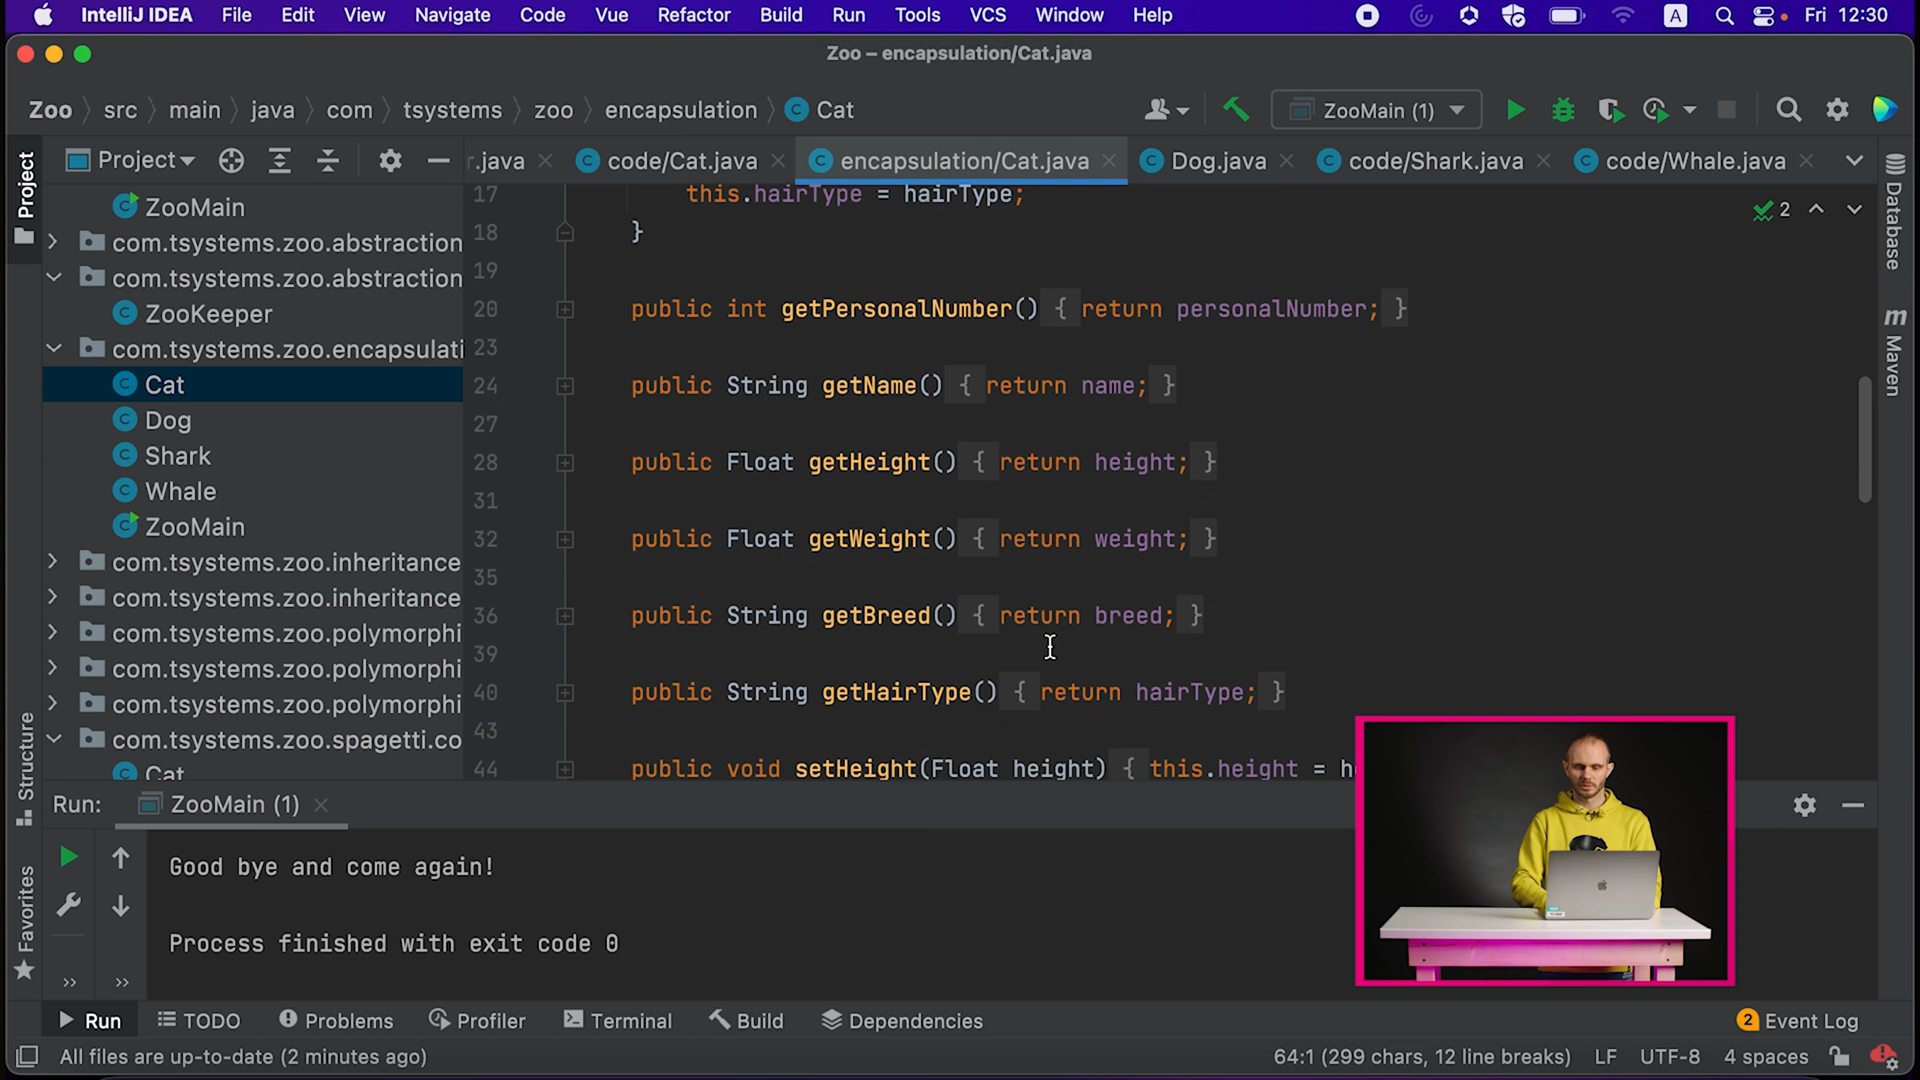 IntelliJ IDEA File Edit View Navigate Code Vue Refactor Build Run Tools VCS Window Help A Fri 12:30
Zoo – encapsulation/Cat.java
Zoo src main java com tsystems zoo encapsulation Cat ZooMain (1)
Project r.java code/Cat.java encapsulation/Cat.java Dog.java code/Shark.java code/Whale.java
Project
Structure
Favorites
Database
Maven
ZooMain
com.tsystems.zoo.abstraction
com.tsystems.zoo.abstraction
ZooKeeper
com.tsystems.zoo.encapsulati
Cat
Dog
Shark
Whale
ZooMain
com.tsystems.zoo.inheritance
com.tsystems.zoo.inheritance
com.tsystems.zoo.polymorphi
com.tsystems.zoo.polymorphi
com.tsystems.zoo.polymorphi
com.tsystems.zoo.spagetti.co
Cat
2
17 this.hairType = hairType;
18 }
19
20 public int getPersonalNumber() { return personalNumber; }
23
24 public String getName() { return name; }
27
28 public Float getHeight() { return height; }
31
32 public Float getWeight() { return weight; }
35
36 public String getBreed() { return breed; }
39
40 public String getHairType() { return hairType; }
43
44 public void setHeight(Float height) { this.height = he
Run: ZooMain (1)
Good bye and come again!
Process finished with exit code 0
Run TODO Problems Profiler Terminal Build Dependencies 2 Event Log
All files are up-to-date (2 minutes ago) 64:1 (299 chars, 12 line breaks) LF UTF-8 4 spaces